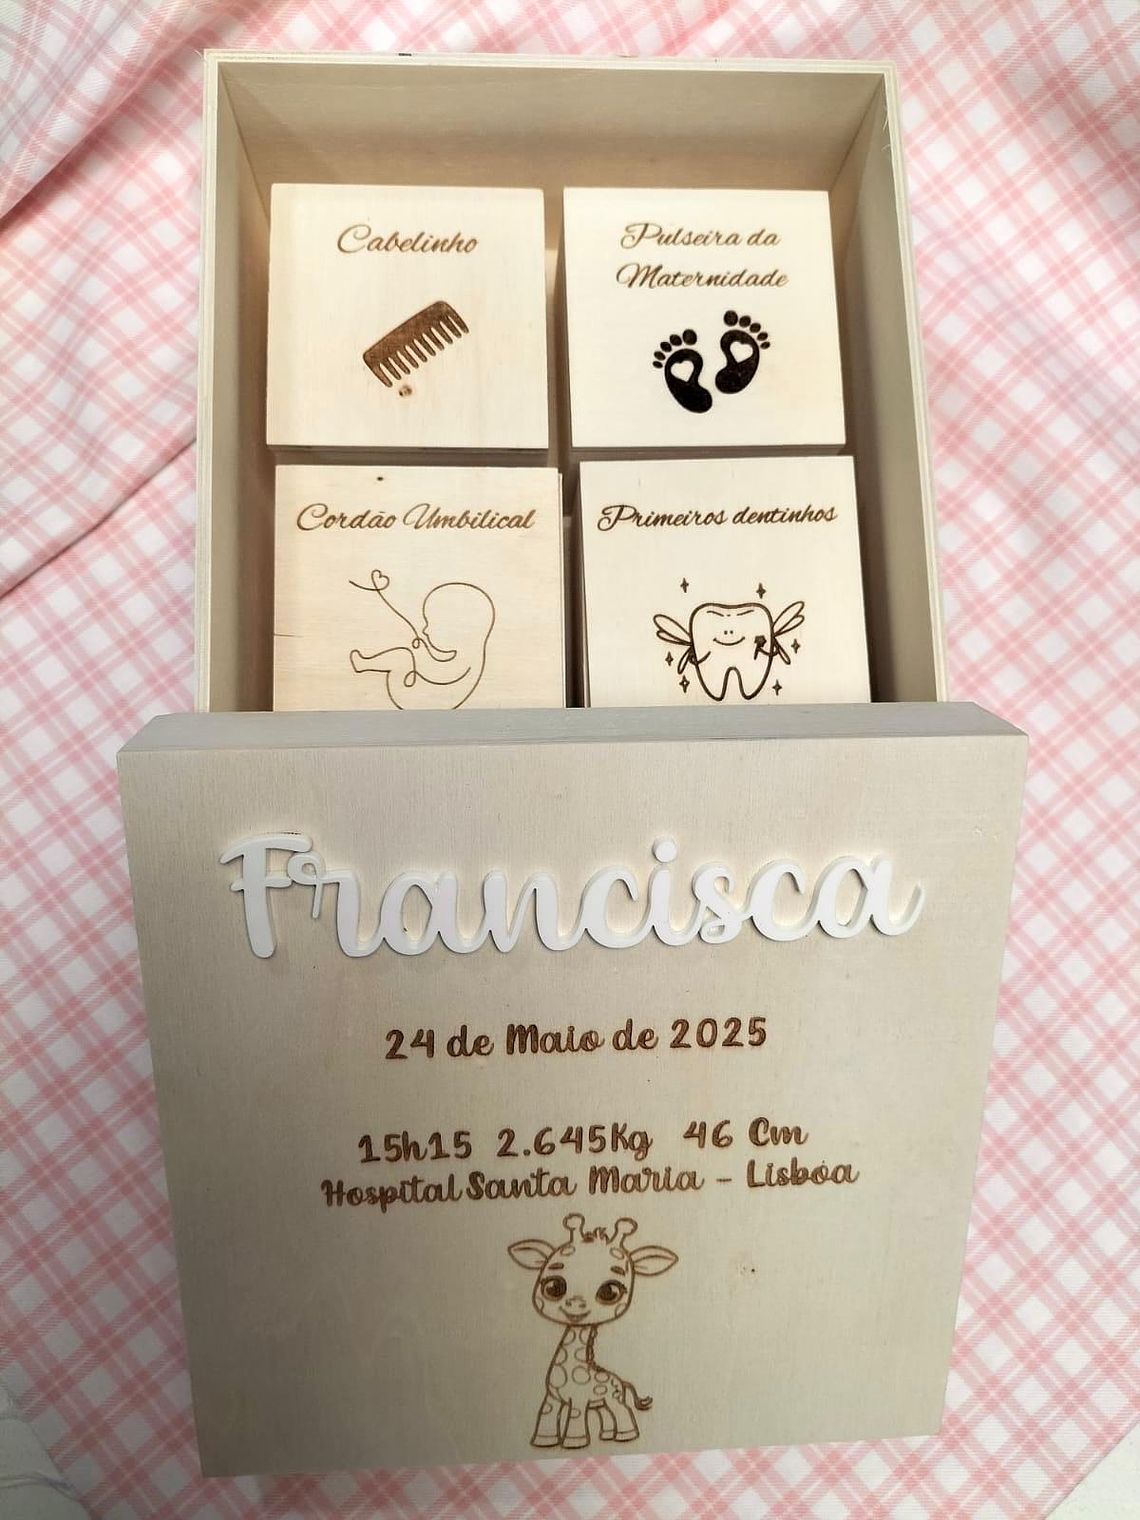 Cabelinho
Pulseira da
Maternidade
Cordão Umbilical
Primeiros dentinhos
Francisca
24 de Maio de 2025
15h15 2.645Kg 46 Cm
Hospital Santa Maria - Lisboa